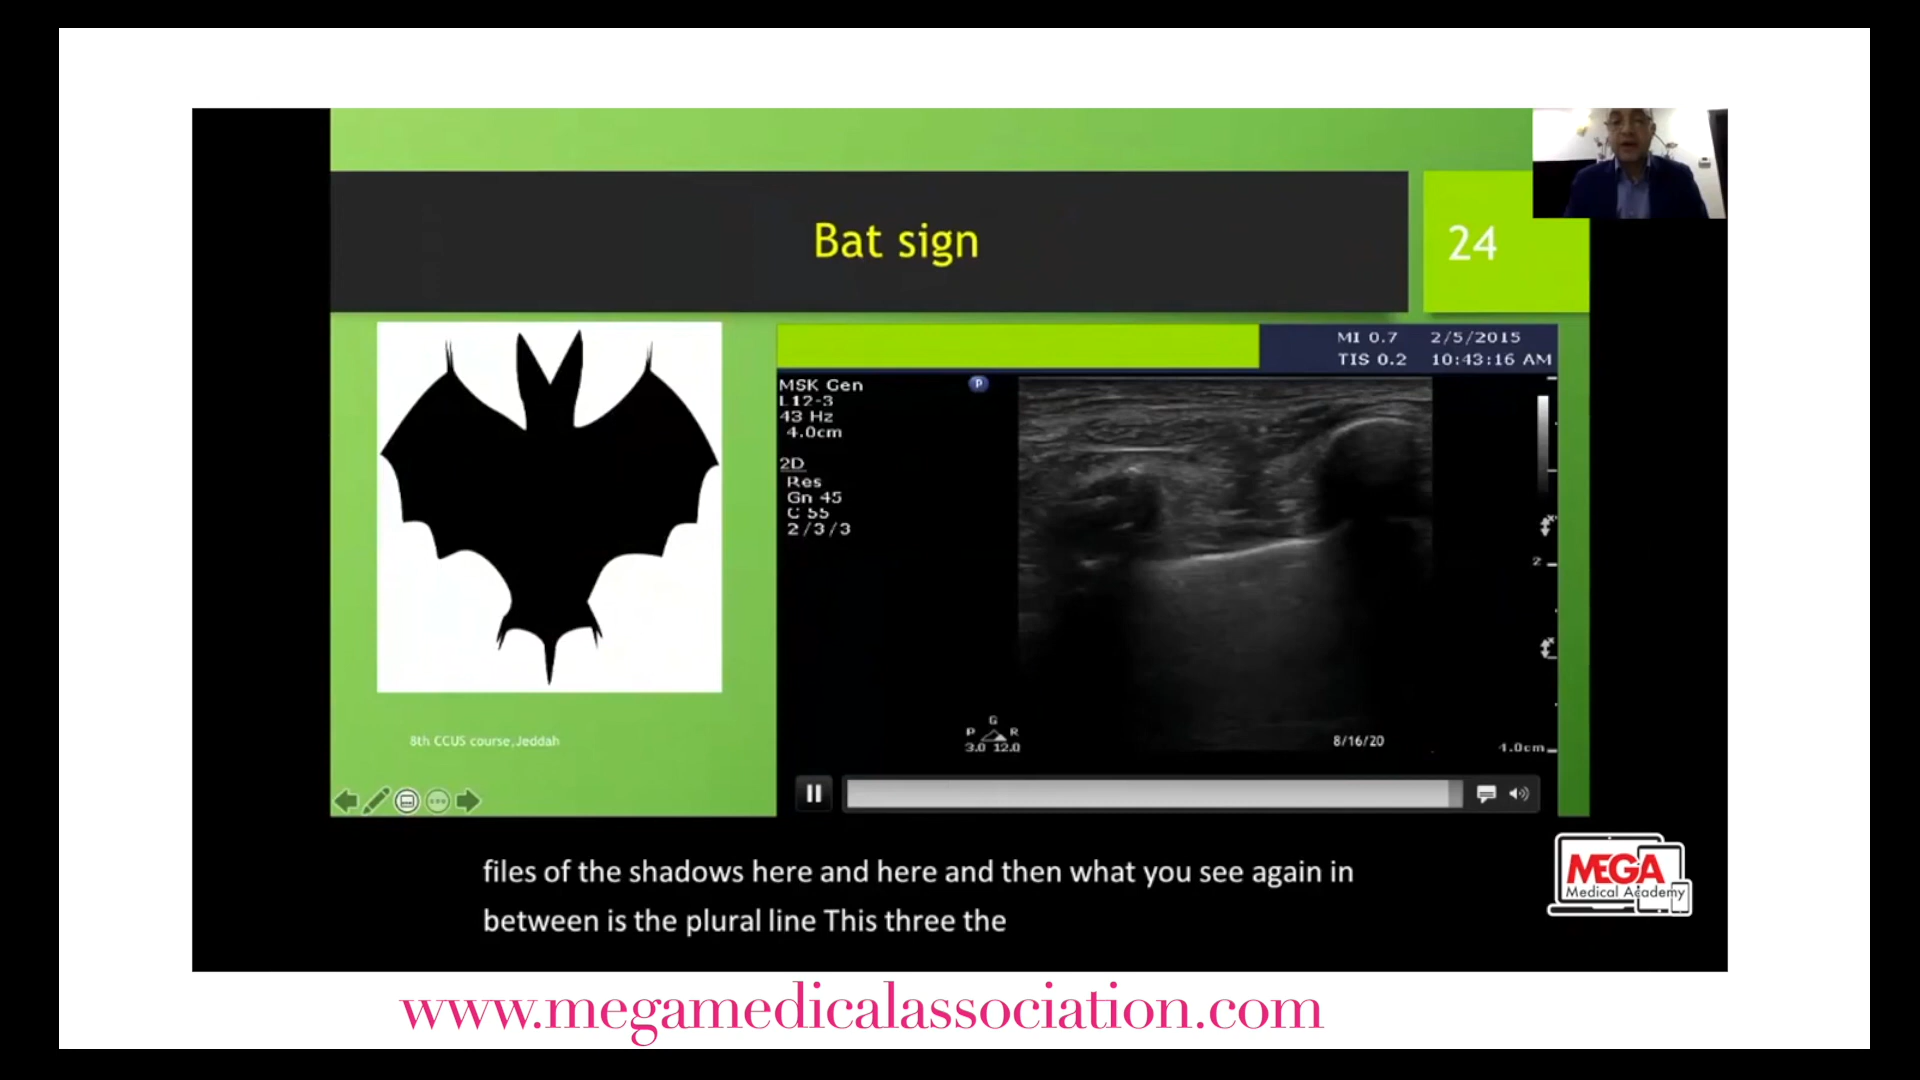 Bat sign
24
MI 0.7 2/5/2015
TIS 0.2 10:43:16 AM
MSK Gen
L12-3
43 Hz
4.0cm
2D
Res
Gn 45
C 55
2/3/3
P
2
G
P R
3.0 12.0
8/16/20
4.0cm
8th CCUS course,Jeddah
files of the shadows here and here and then what you see again in
between is the plural line This three the
MEGA
Medical Academy
www.megamedicalassociation.com